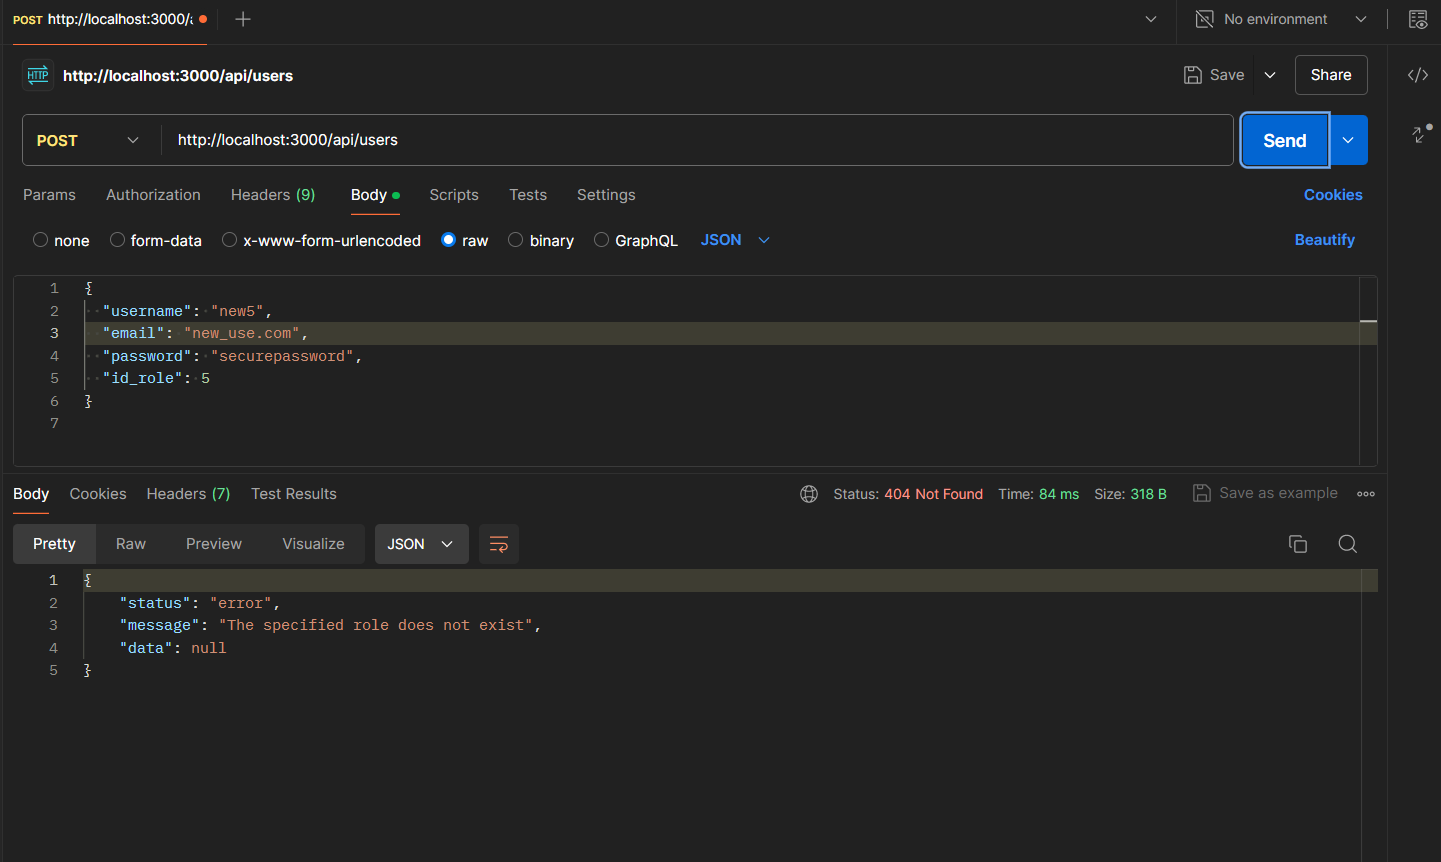 POST http://localhost:3000/a
No environment
HTTP http://localhost:3000/api/users
Save
Share
POST
http://localhost:3000/api/users
Send
Params Authorization Headers (9) Body Scripts Tests Settings Cookies
none form-data x-www-form-urlencoded raw binary GraphQL JSON Beautify
1 {
2 "username": "new5",
3 "email": "new_use.com",
4 "password": "securepassword",
5 "id_role": 5
6 }
7
Body Cookies Headers (7) Test Results Status: 404 Not Found Time: 84 ms Size: 318 B Save as example
Pretty Raw Preview Visualize JSON
1 {
2 "status": "error",
3 "message": "The specified role does not exist",
4 "data": null
5 }